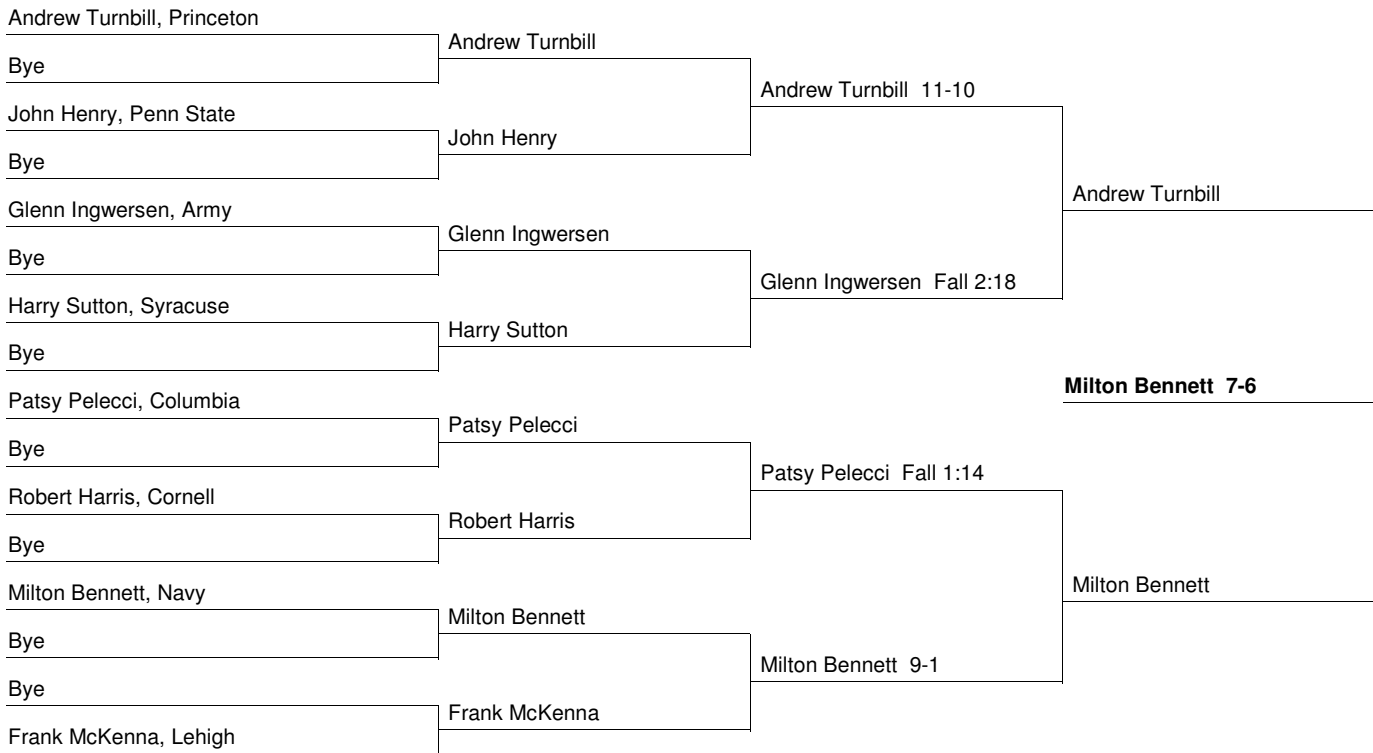 Andrew Turnbill, Princeton
Andrew Turnbill
Bye
Andrew Turnbill  11-10
John Henry, Penn State
John Henry
Bye
Andrew Turnbill
Glenn Ingwersen, Army
Glenn Ingwersen
Bye
Glenn Ingwersen  Fall 2:18
Harry Sutton, Syracuse
Harry Sutton
Bye
Milton Bennett  7-6
Patsy Pelecci, Columbia
Patsy Pelecci
Bye
Patsy Pelecci  Fall 1:14
Robert Harris, Cornell
Robert Harris
Bye
Milton Bennett
Milton Bennett, Navy
Milton Bennett
Bye
Milton Bennett  9-1
Bye
Frank McKenna
Frank McKenna, Lehigh